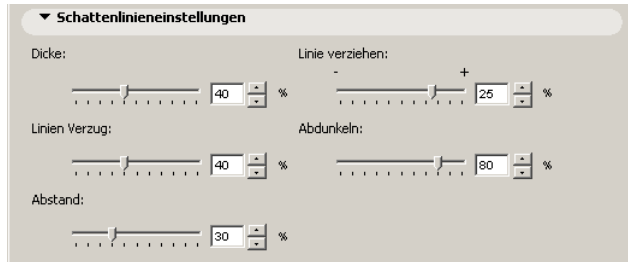 Schattenlinieneinstellungen
Dicke: Linie verziehen:
- +
40 % 25 %
Linien Verzug: Abdunkeln:
40 % 80 %
Abstand:
30 %